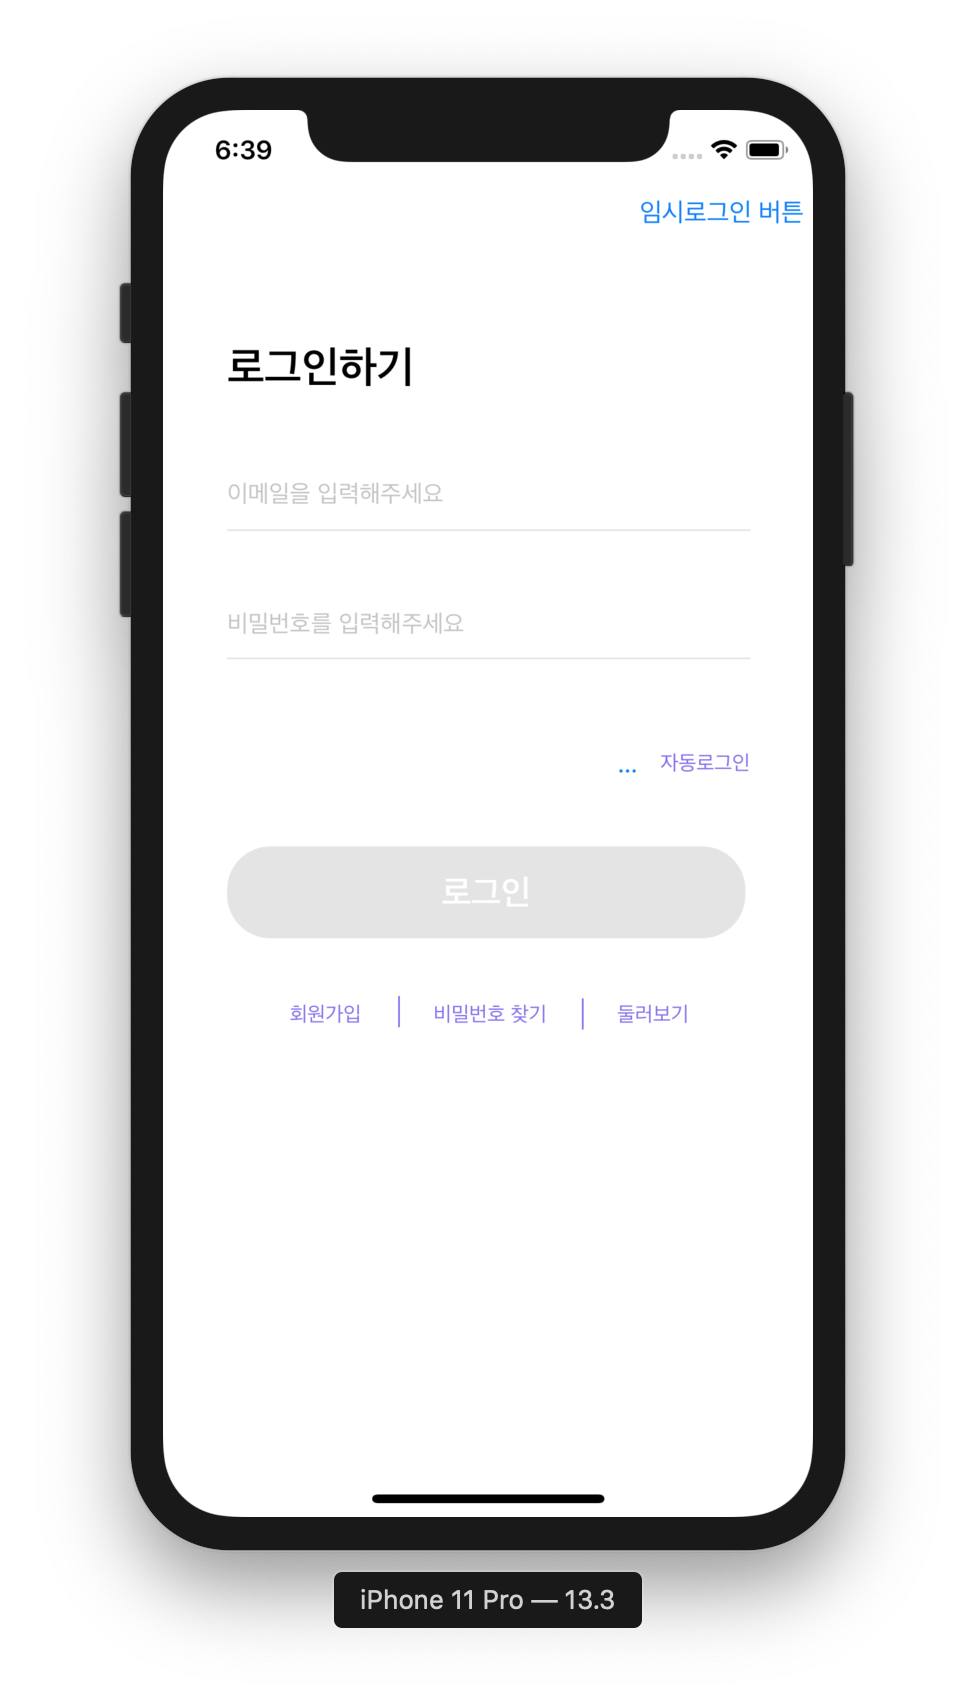 6:39
임시로그인 버튼
로그인하기
이메일을 입력해주세요
비밀번호를 입력해주세요
... 자동로그인
로그인
회원가입 | 비밀번호 찾기 | 둘러보기
iPhone 11 Pro — 13.3